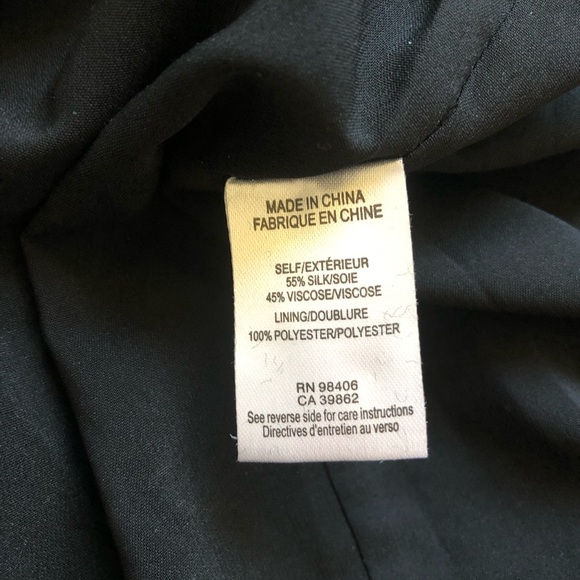 MADE IN CHINA
FABRIQUE EN CHINE
SELF/EXTÉRIEUR
55% SILK/SOIE
45% VISCOSE/VISCOSE
LINING/DOUBLURE
100% POLYESTER/POLYESTER
RN 98406
CA 39862
See reverse side for care instructions
Directives d'entretien au verso